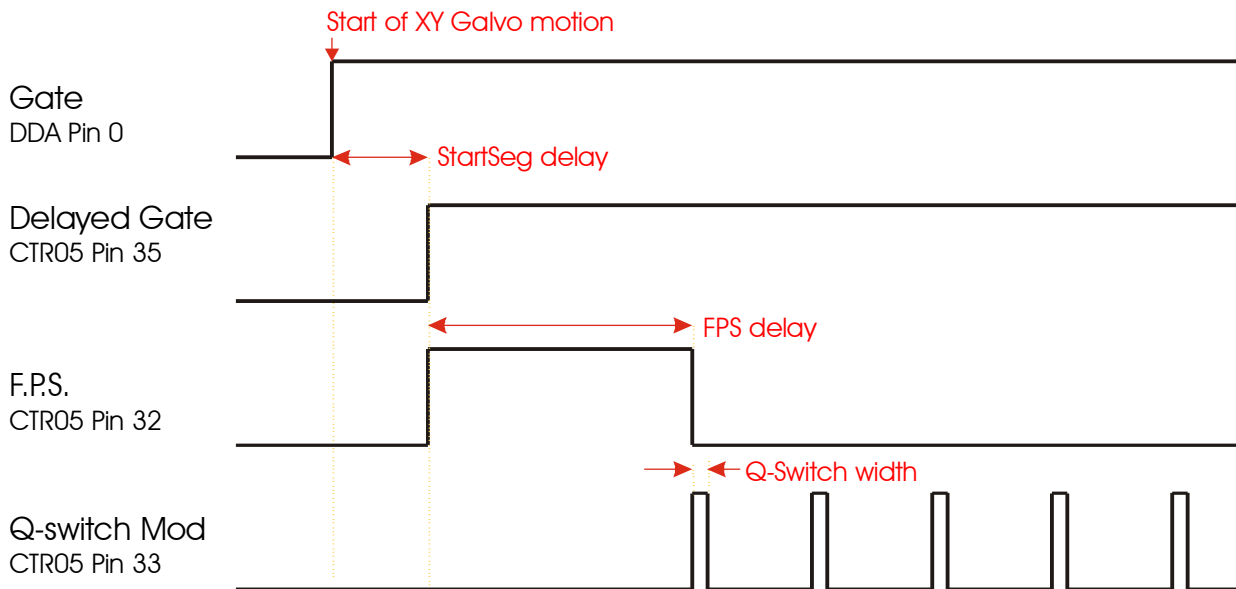 Start of XY Galvo motion
Gate
DDA Pin 0
StartSeg delay
Delayed Gate
CTR05 Pin 35
FPS delay
F.P.S.
CTR05 Pin 32
Q-Switch width
Q-switch Mod
CTR05 Pin 33